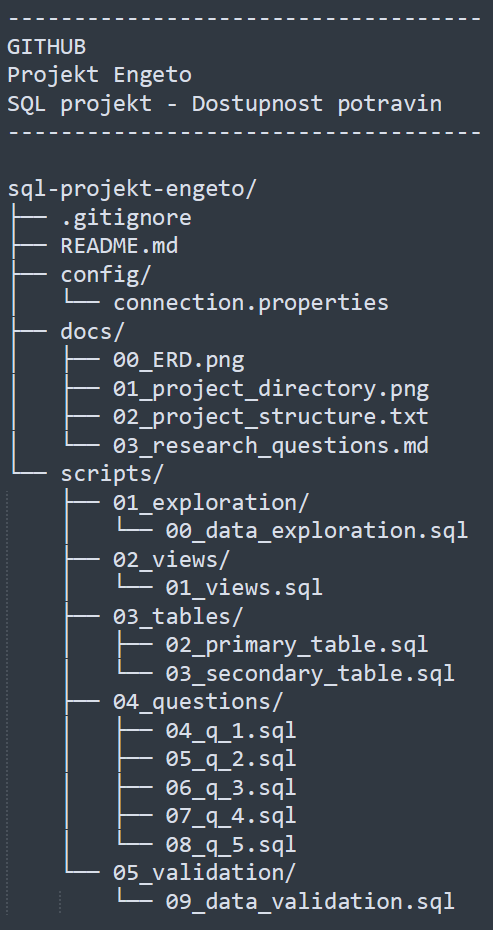 ------------------------------------
GITHUB
Projekt Engeto
SQL projekt - Dostupnost potravin
------------------------------------

sql-projekt-engeto/
├── .gitignore
├── README.md
├── config/
│   └── connection.properties
├── docs/
│   ├── 00_ERD.png
│   ├── 01_project_directory.png
│   ├── 02_project_structure.txt
│   └── 03_research_questions.md
└── scripts/
    ├── 01_exploration/
    │   └── 00_data_exploration.sql
    ├── 02_views/
    │   └── 01_views.sql
    ├── 03_tables/
    │   ├── 02_primary_table.sql
    │   └── 03_secondary_table.sql
    ├── 04_questions/
    │   ├── 04_q_1.sql
    │   ├── 05_q_2.sql
    │   ├── 06_q_3.sql
    │   ├── 07_q_4.sql
    │   └── 08_q_5.sql
    └── 05_validation/
        └── 09_data_validation.sql